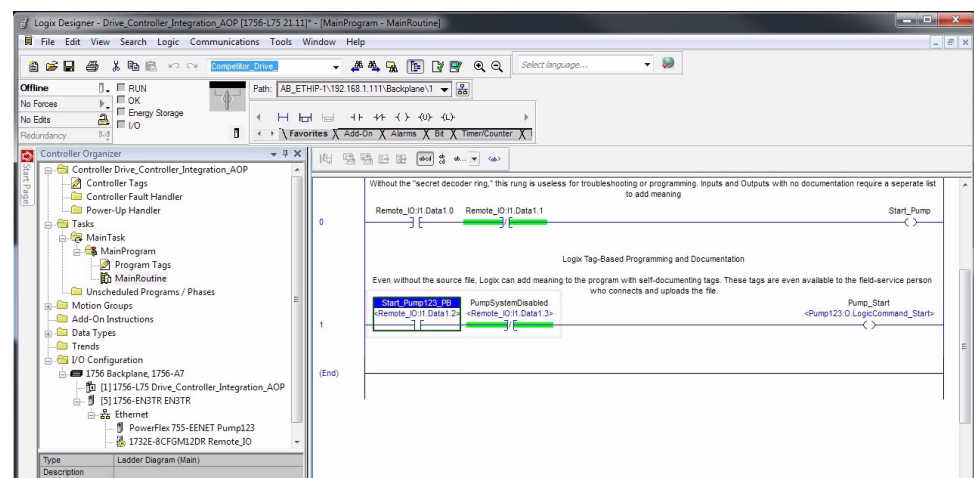 Logix Designer - Drive_Controller_Integration_AOP [1756-L75 21.11]* - [MainProgram - MainRoutine]
File Edit View Search Logic Communications Tools Window Help
Competitor_Drive_
Select language...
Offline
RUN
No Forces
OK
No Edits
Energy Storage
Redundancy
I/O
Path: AB_ETHIP-1\192.168.1.111\Backplane\1
Favorites Add-On Alarms Bit Timer/Counter
Start Page
Controller Organizer
Controller Drive_Controller_Integration_AOP
Controller Tags
Controller Fault Handler
Power-Up Handler
Tasks
MainTask
MainProgram
Program Tags
MainRoutine
Unscheduled Programs / Phases
Motion Groups
Add-On Instructions
Data Types
Trends
I/O Configuration
1756 Backplane, 1756-A7
[1] 1756-L75 Drive_Controller_Integration_AOP
[5] 1756-EN3TR EN3TR
Ethernet
PowerFlex 755-EENET Pump123
1732E-8CFGM12DR Remote_IO
Type Ladder Diagram (Main)
Description
Without the "secret decoder ring," this rung is useless for troubleshooting or programming. Inputs and Outputs with no documentation require a seperate list
to add meaning
Remote_IO:I1.Data1.0 Remote_IO:I1.Data1.1 Start_Pump
0
Logix Tag-Based Programming and Documentation
Even without the source file, Logix can add meaning to the program with self-documenting tags. These tags are even available to the field-service person
who connects and uploads the file.
Start_Pump123_PB PumpSystemDisabled Pump_Start
<Remote_IO:I1.Data1.2> <Remote_IO:I1.Data1.3> <Pump123:O.LogicCommand_Start>
1
(End)